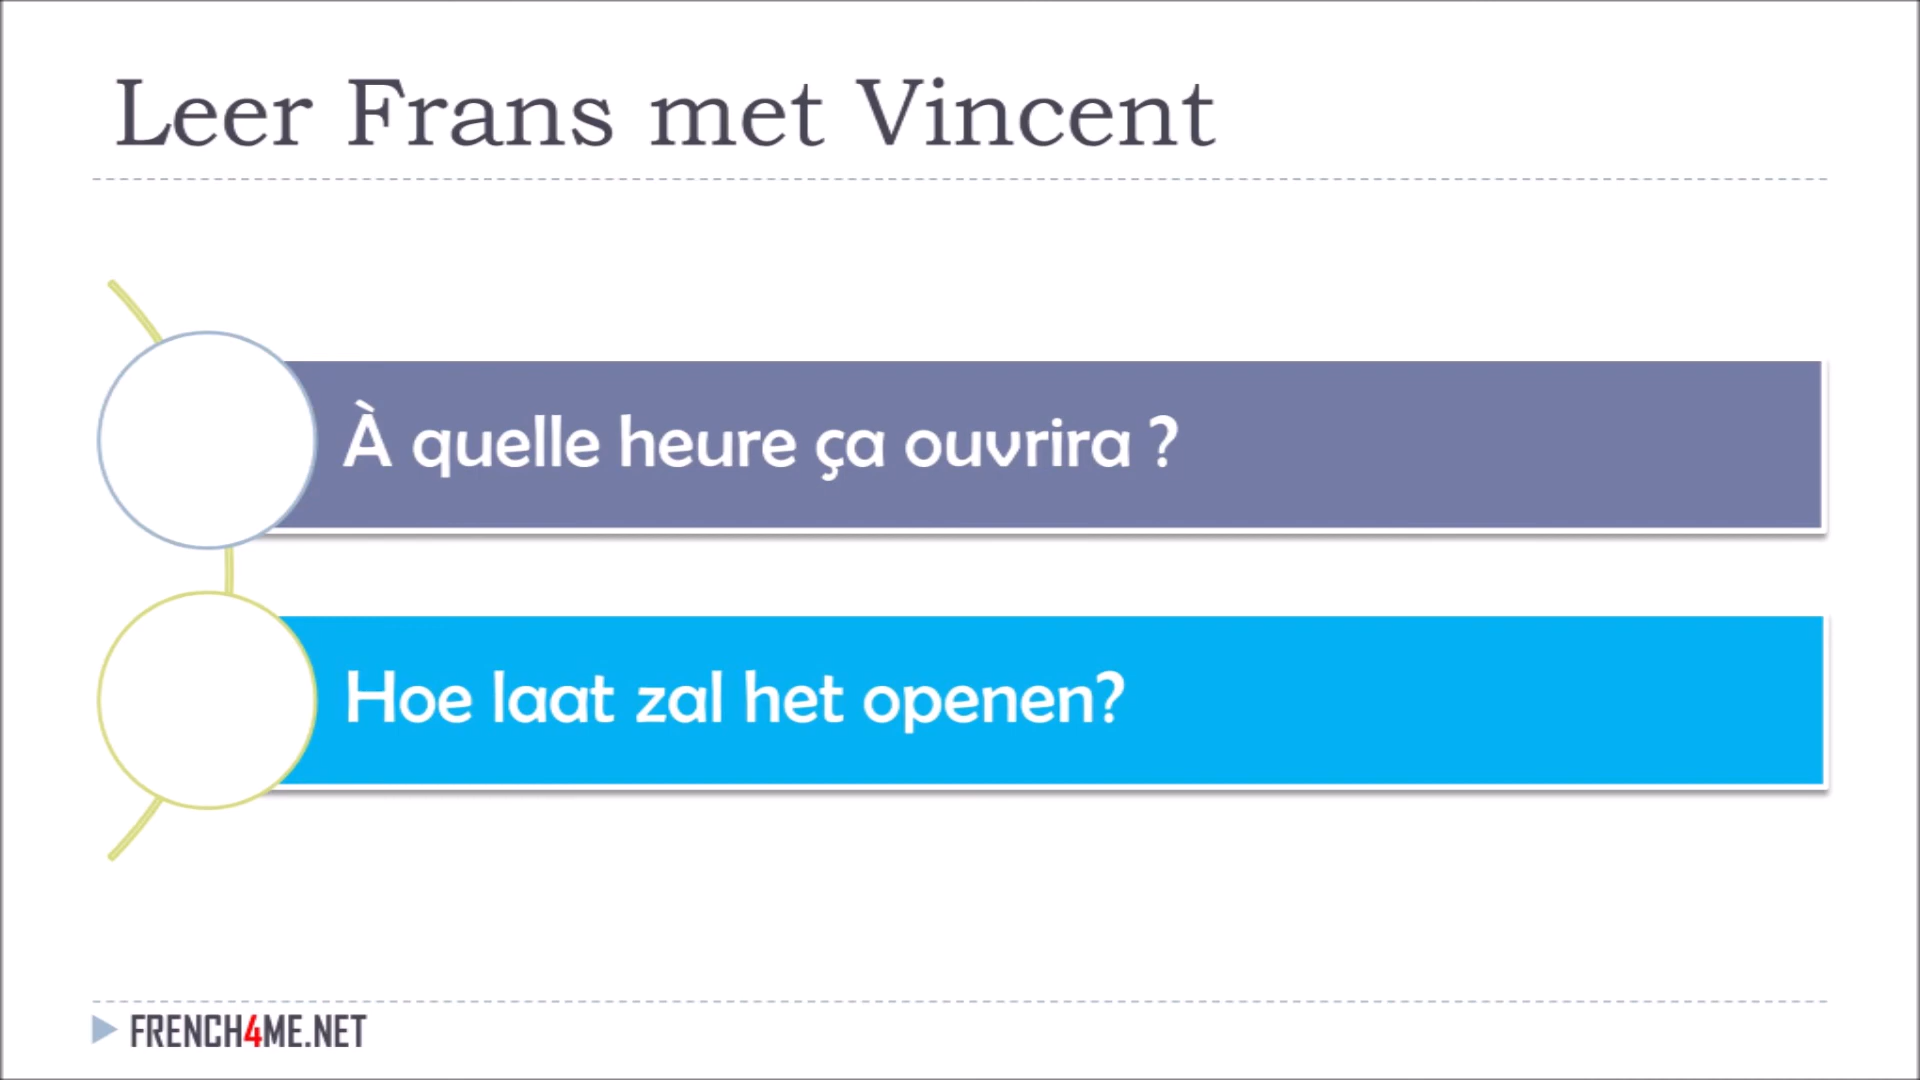 Leer Frans met Vincent
À quelle heure ça ouvrira ?
Hoe laat zal het openen?
FRENCH4ME.NET